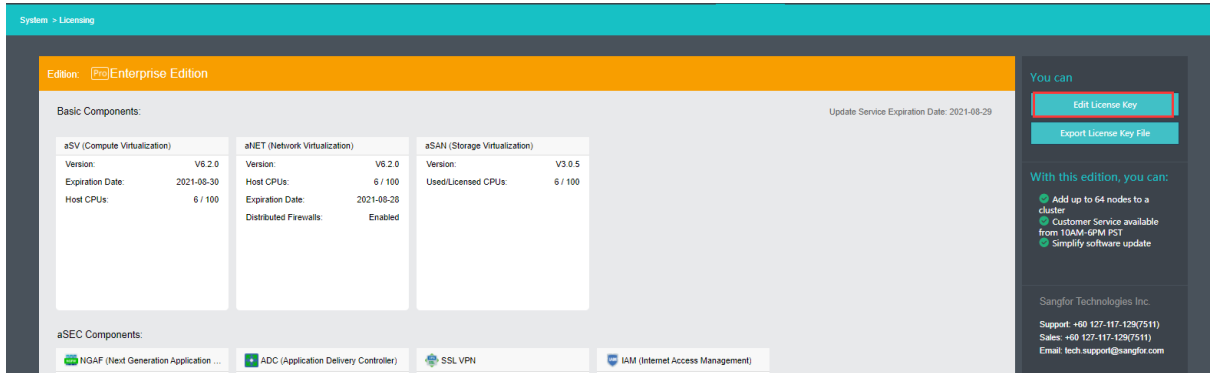 System > Licensing
Edition: Pro Enterprise Edition
Basic Components:
Update Service Expiration Date: 2021-08-29
aSV (Compute Virtualization)
Version: V6.2.0
Expiration Date: 2021-08-30
Host CPUs: 6 / 100
aNET (Network Virtualization)
Version: V6.2.0
Host CPUs: 6 / 100
Expiration Date: 2021-08-28
Distributed Firewalls: Enabled
aSAN (Storage Virtualization)
Version: V3.0.5
Used/Licensed CPUs: 6 / 100
aSEC Components:
NGAF (Next Generation Application ...
ADC (Application Delivery Controller)
SSL VPN
IAM (Internet Access Management)
You can
Edit License Key
Export License Key File
With this edition, you can:
Add up to 64 nodes to a
cluster
Customer Service available
from 10AM-6PM PST
Simplify software update
Sangfor Technologies Inc.
Support: +60 127-117-129(7511)
Sales: +60 127-117-129(7511)
Email: tech.support@sangfor.com